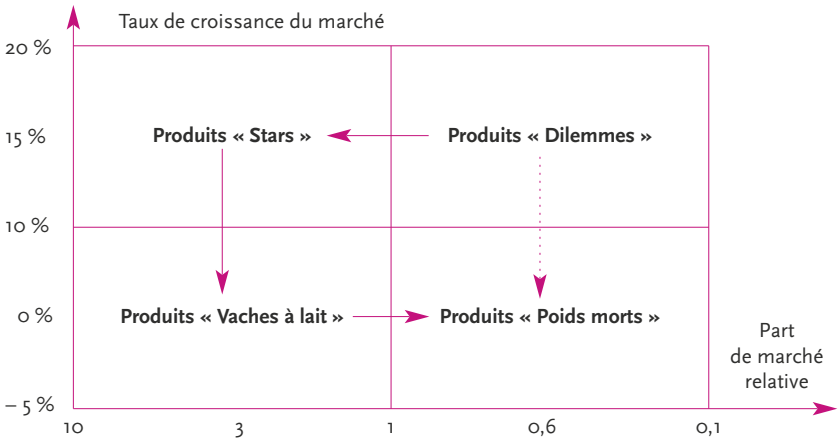 Taux de croissance du marché
20 %
15 %
Produits « Stars »
Produits « Dilemmes »
10 %
0 %
Produits « Vaches à lait »
Produits « Poids morts »
Part
de marché
relative
– 5 %
10
3
1
0,6
0,1